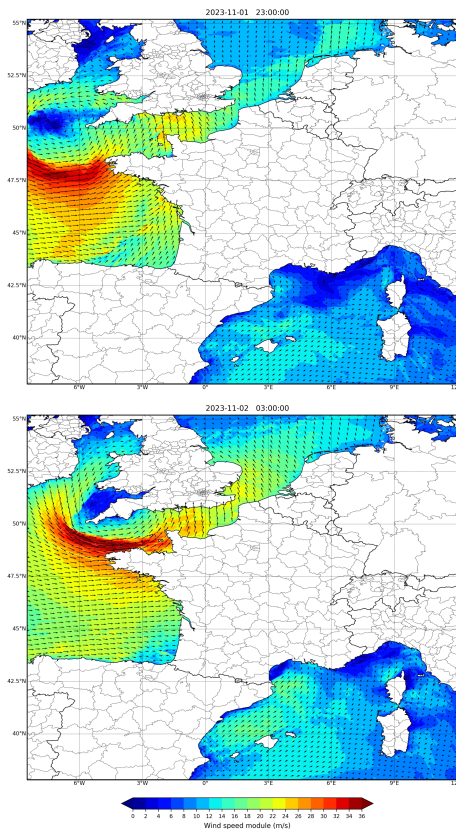 2023-11-01 23:00:00
55°N
52.5°N
50°N
47.5°N
45°N
42.5°N
40°N
6°W 3°W 0° 3°E 6°E 9°E 12°
2023-11-02 03:00:00
55°N
52.5°N
50°N
47.5°N
45°N
42.5°N
40°N
6°W 3°W 0° 3°E 6°E 9°E 12°
0 2 4 6 8 10 12 14 16 18 20 22 24 26 28 30 32 34 36
Wind speed module (m/s)